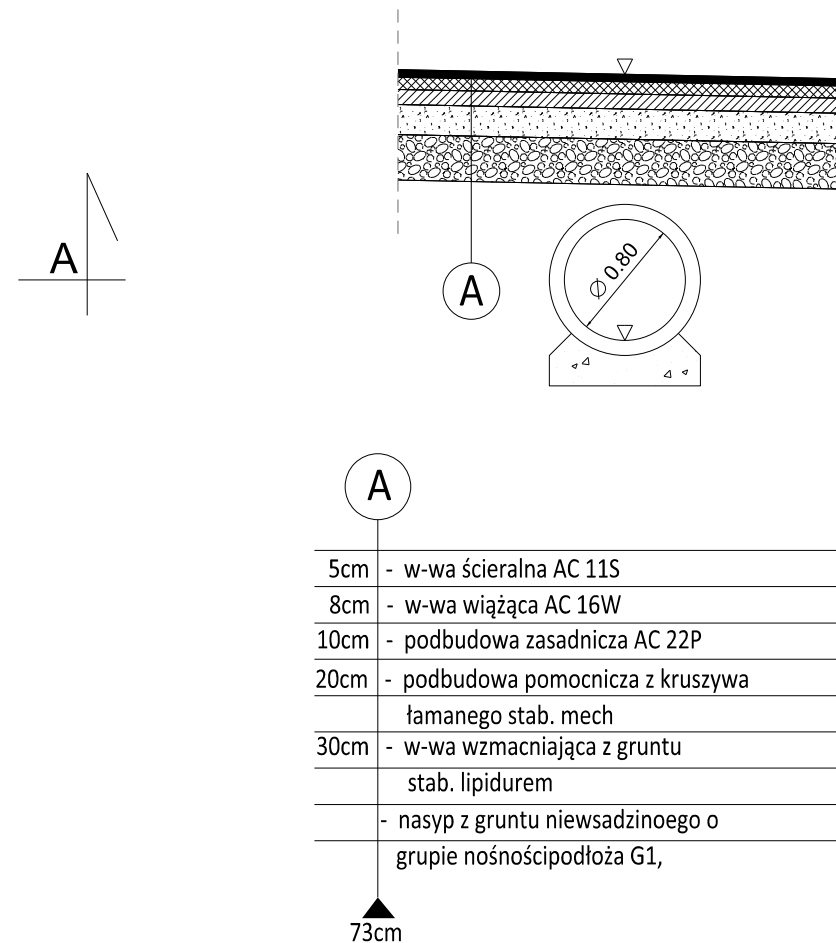 A
A
Ø 0.80
A
5cm - w-wa ścieralna AC 11S
8cm - w-wa wiążąca AC 16W
10cm - podbudowa zasadnicza AC 22P
20cm - podbudowa pomocnicza z kruszywa
łamanego stab. mech
30cm - w-wa wzmacniająca z gruntu
stab. lipidurem
- nasyp z gruntu niewsadzinoego o
grupie nośnościpodłoża G1,
73cm